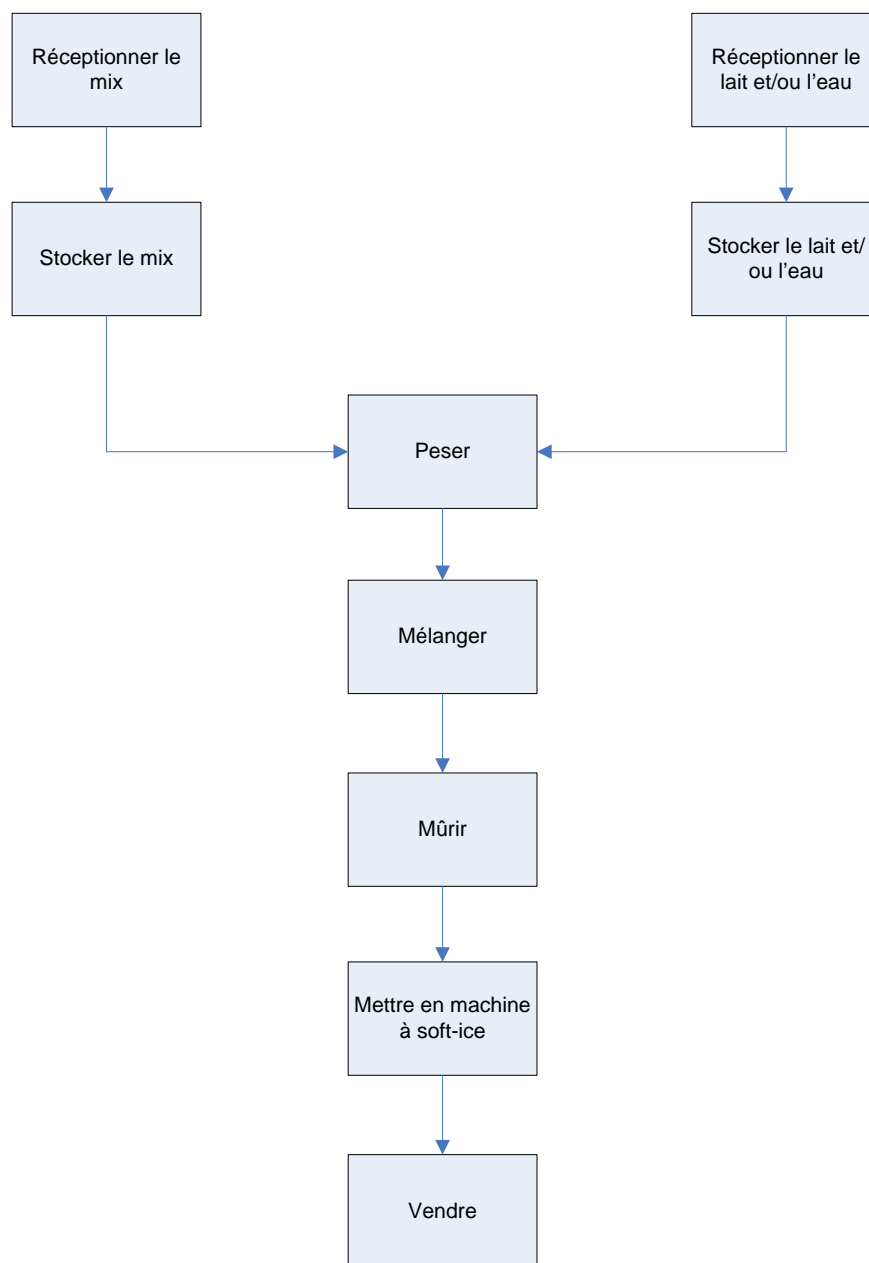 Réceptionner le
mix
Réceptionner le
lait et/ou l'eau
Stocker le mix
Stocker le lait et/
ou l'eau
Peser
Mélanger
Mûrir
Mettre en machine
à soft-ice
Vendre